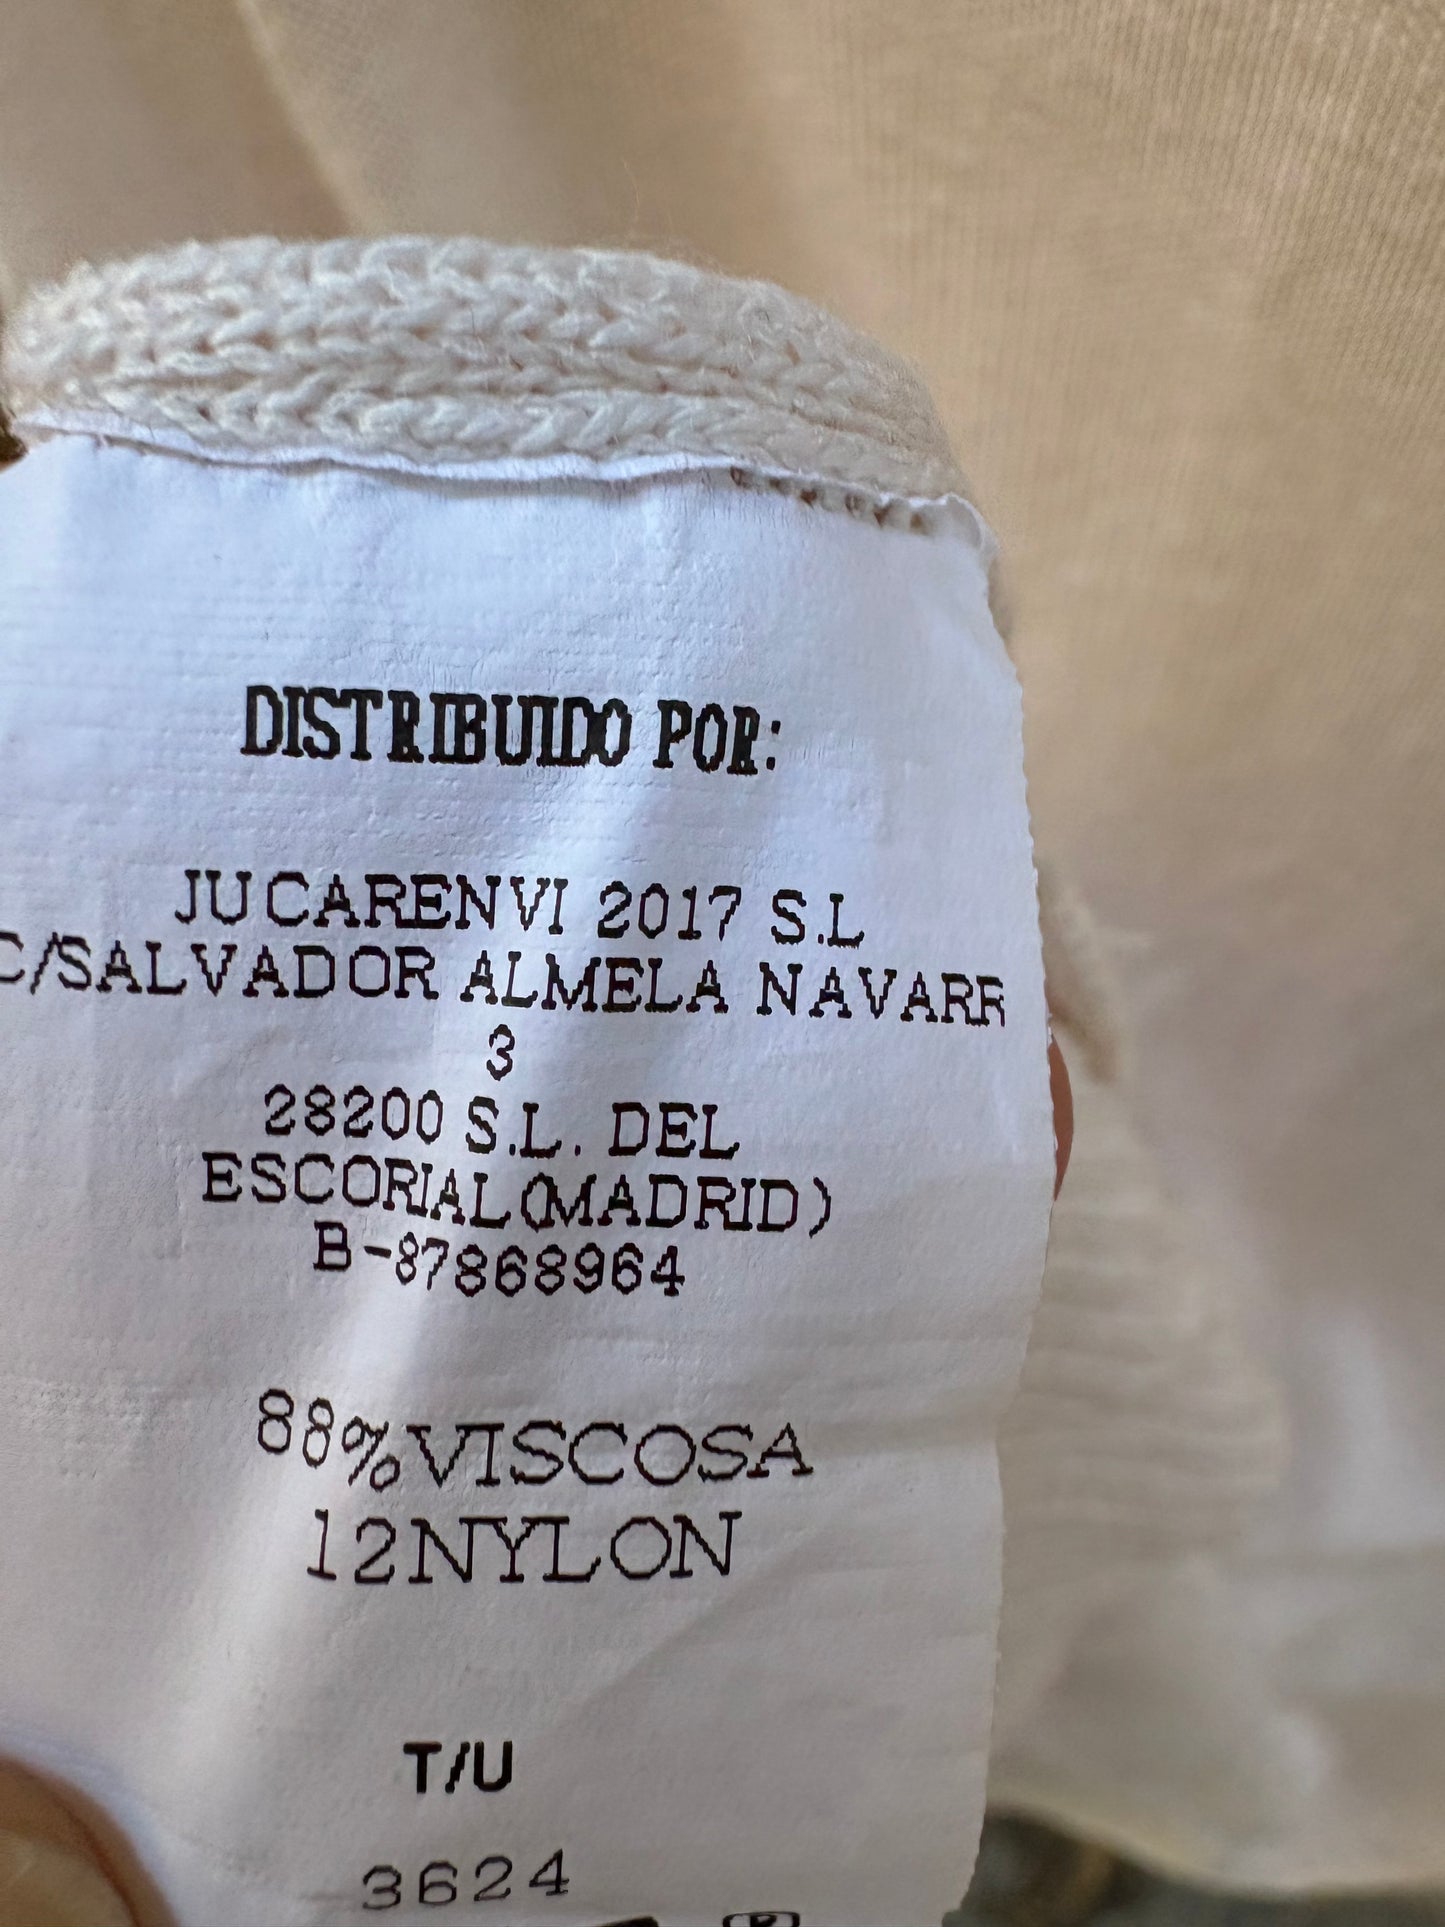 DISTRIBUIDO POR:
JUCARENVI 2017 S.L
C/SALVADOR ALMELA NAVARR
3
28200 S.L. DEL
ESCORIAL(MADRID)
B-87868964
88%VISCOSA
12NYLON
T/U
3624